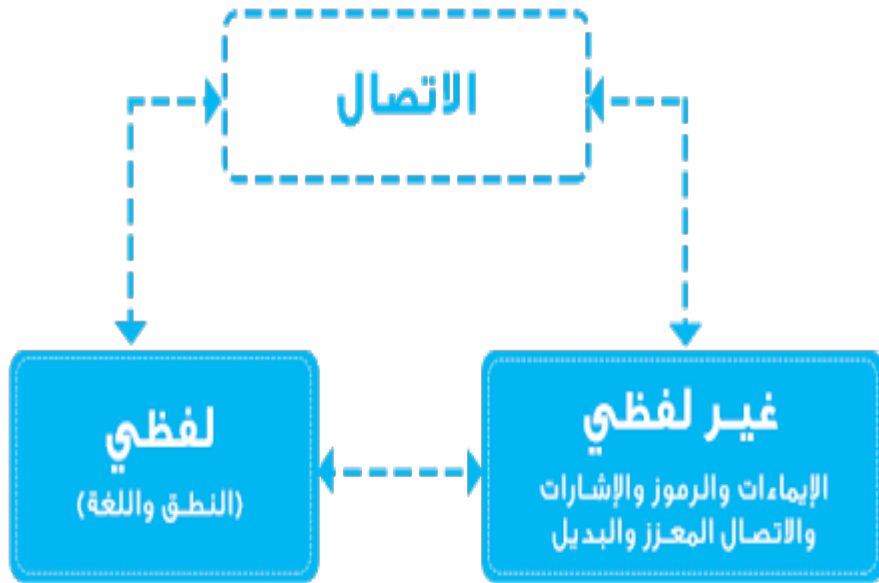 الاتصال
غير لفظي
الإيماءات والرموز والإشارات
والاتصال المعزز والبديل
لفظي
(النطق واللغة)